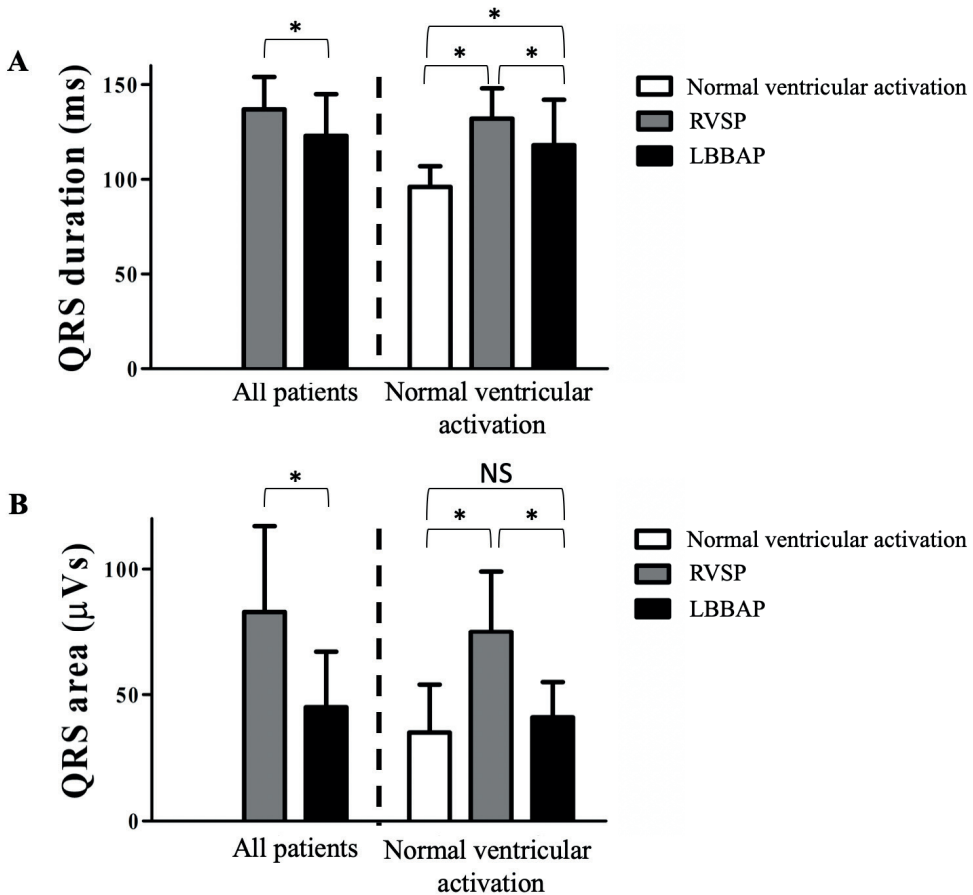 A
QRS duration (ms)
150
100
50
0
*
*
*
*
All patients
Normal ventricular
activation
Normal ventricular activation
RVSP
LBBAP
B
QRS area (μVs)
100
50
0
*
NS
*
*
All patients
Normal ventricular
activation
Normal ventricular activation
RVSP
LBBAP